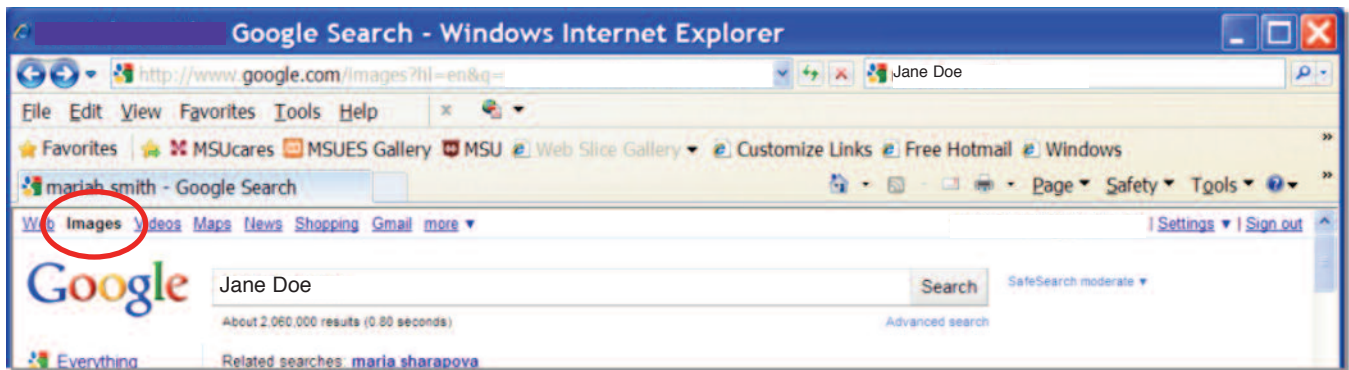 Google Search - Windows Internet Explorer
http://www.google.com/images?hl=en&q= Jane Doe
File Edit View Favorites Tools Help
Favorites MSUcares MSUES Gallery MSU Web Slice Gallery Customize Links Free Hotmail Windows »
mariah smith - Google Search Page Safety Tools »
Web Images Videos Maps News Shopping Gmail more | Settings | Sign out
Google Jane Doe Search SafeSearch moderate
About 2,060,000 results (0.80 seconds) Advanced search
Everything Related searches: maria sharapova